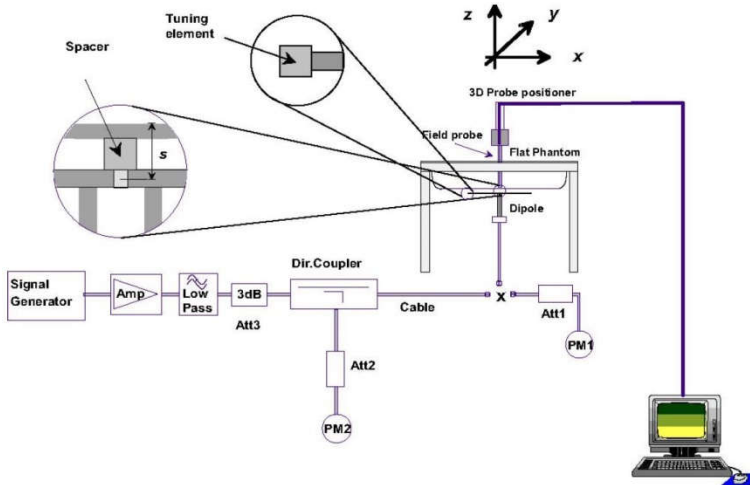 Tuning
element
Spacer
z
y
x
3D Probe positioner
s
Field probe
Flat Phantom
Dipole
Dir.Coupler
Signal
Generator
Amp
Low
Pass
3dB
Cable
x
Att1
Att3
PM1
Att2
PM2